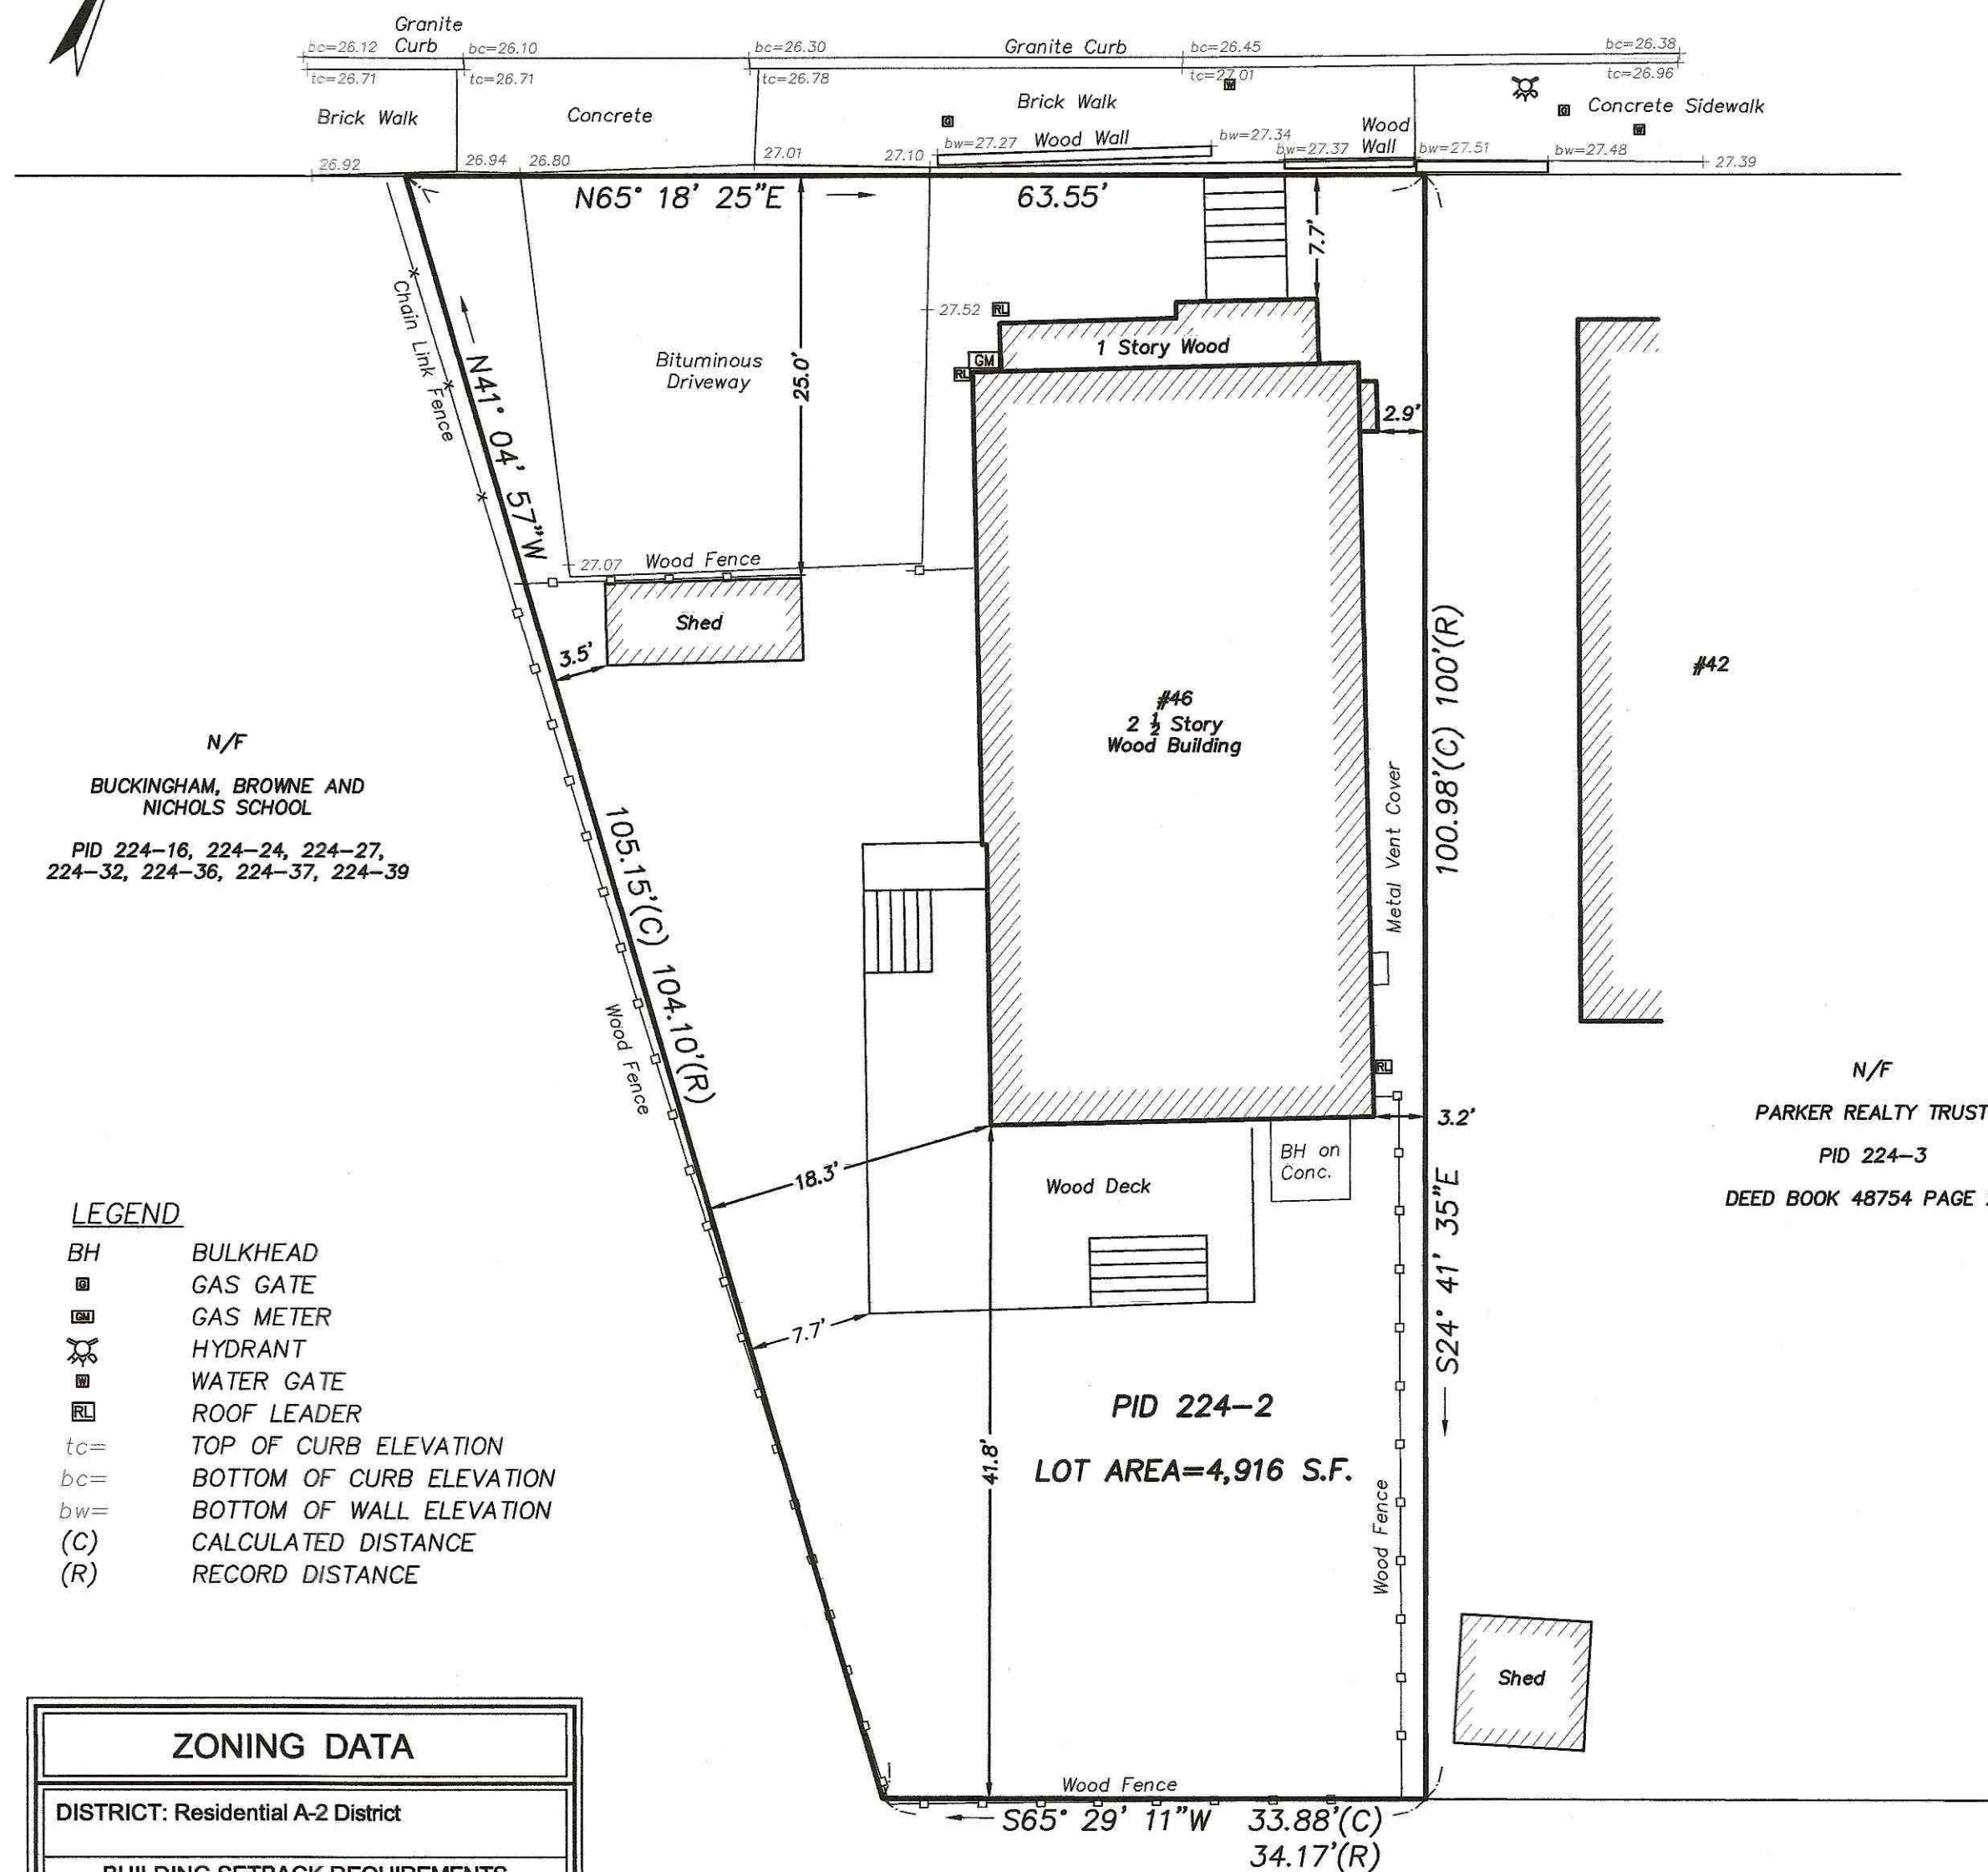 Granite
Curb
bc=26.12
bc=26.10
bc=26.30
Granite Curb
bc=26.45
bc=26.38
tc=26.71
tc=26.71
tc=26.78
tc=27.01
W
tc=26.96
Brick Walk
Concrete
Brick Walk
G
G
Concrete Sidewalk
W
Wood
Wall
bw=27.27
Wood Wall
bw=27.34
bw=27.37
bw=27.51
bw=27.48
26.92
26.94
26.80
27.01
27.10
27.39
N65° 18' 25"E
63.55'
7.7'
Chain Link Fence
N41° 04' 57"W
27.52
RL
GM
RL
1 Story Wood
Bituminous
Driveway
25.0'
2.9'
27.07
Wood Fence
Shed
3.5'
#46
2 ½ Story
Wood Building
#42
100.98'(C) 100'(R)
Metal Vent Cover
N/F
BUCKINGHAM, BROWNE AND
NICHOLS SCHOOL
PID 224-16, 224-24, 224-27,
224-32, 224-36, 224-37, 224-39
105.15'(C) 104.10'(R)
Wood Fence
RL
3.2'
N/F
PARKER REALTY TRUST
PID 224-3
DEED BOOK 48754 PAGE
18.3'
Wood Deck
BH on
Conc.
S24° 41' 35"E
7.7'
LEGEND
BH BULKHEAD
G GAS GATE
GM GAS METER
HYDRANT
W WATER GATE
RL ROOF LEADER
tc= TOP OF CURB ELEVATION
bc= BOTTOM OF CURB ELEVATION
bw= BOTTOM OF WALL ELEVATION
(C) CALCULATED DISTANCE
(R) RECORD DISTANCE
PID 224-2
LOT AREA=4,916 S.F.
41.8'
Wood Fence
Shed
Wood Fence
S65° 29' 11"W 33.88'(C)
34.17'(R)
ZONING DATA
DISTRICT: Residential A-2 District
BUILDING SETBACK REQUIREMENTS